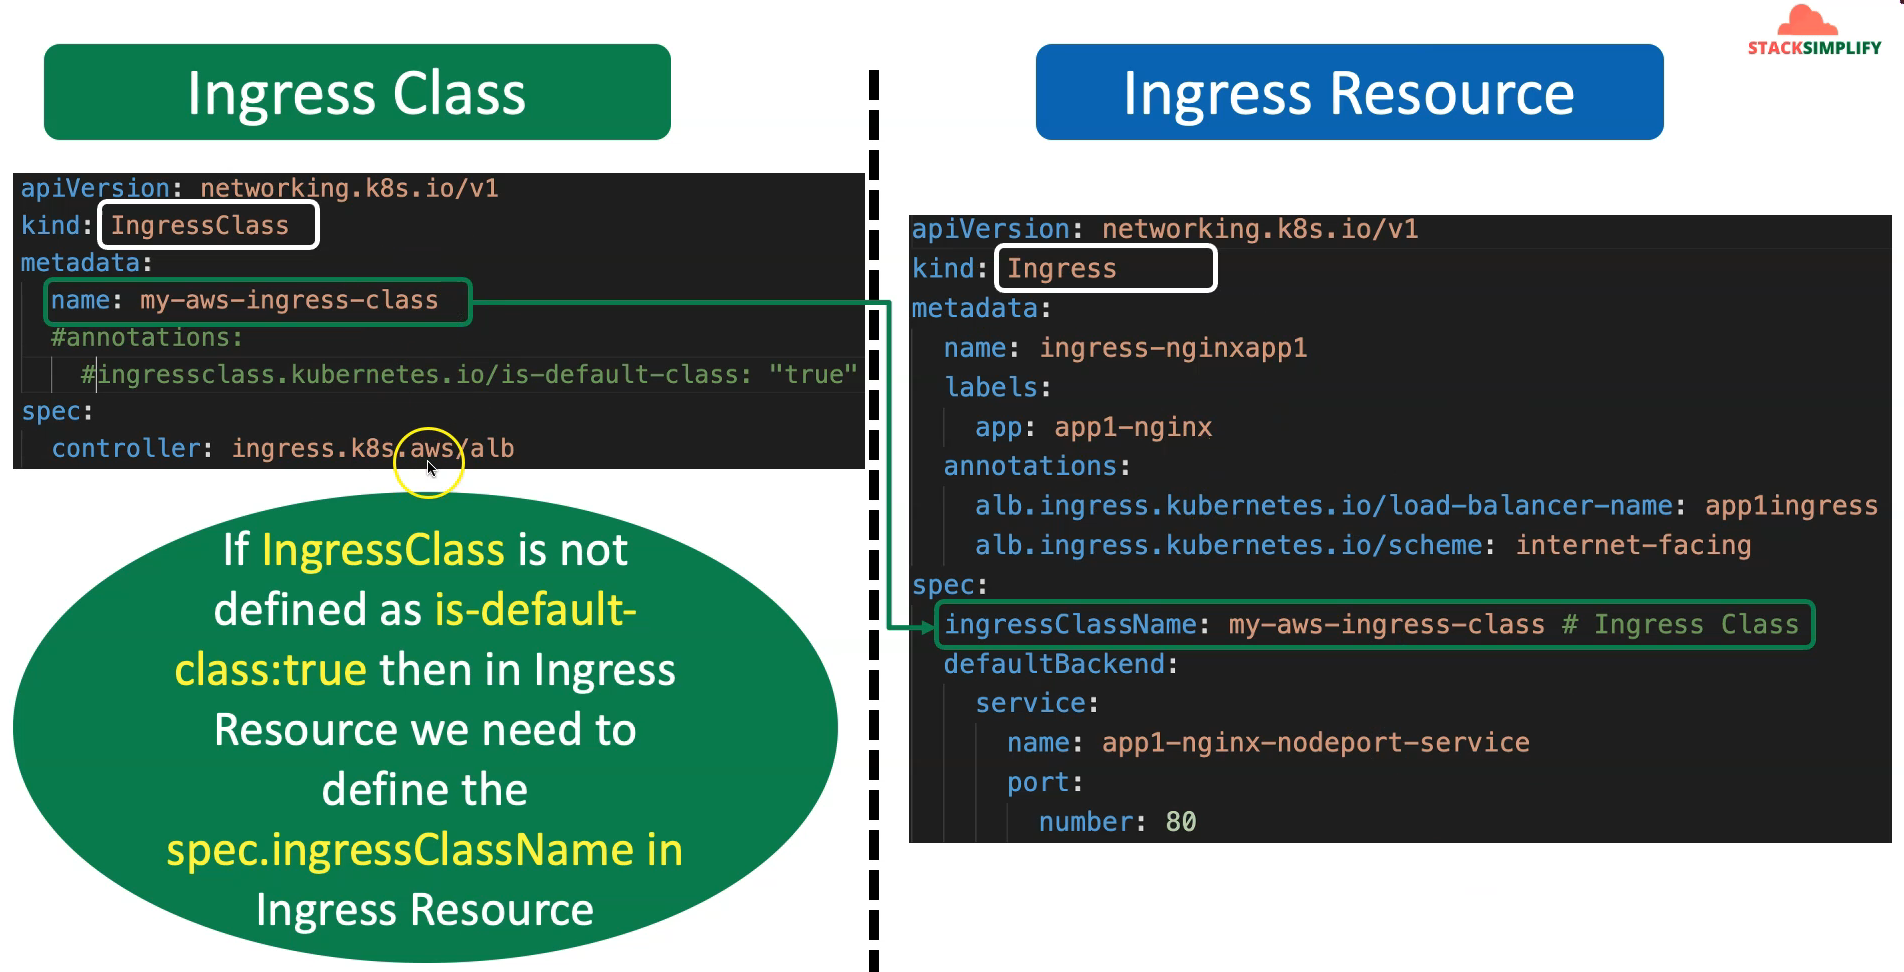 STACKSIMPLIFY
Ingress Class
apiVersion: networking.k8s.io/v1
kind: IngressClass
metadata:
  name: my-aws-ingress-class
  #annotations:
    #ingressclass.kubernetes.io/is-default-class: "true"
spec:
  controller: ingress.k8s.aws/alb
If IngressClass is not
defined as is-default-
class:true then in Ingress
Resource we need to
define the
spec.ingressClassName in
Ingress Resource
Ingress Resource
apiVersion: networking.k8s.io/v1
kind: Ingress
metadata:
  name: ingress-nginxapp1
  labels:
    app: app1-nginx
  annotations:
    alb.ingress.kubernetes.io/load-balancer-name: app1ingress
    alb.ingress.kubernetes.io/scheme: internet-facing
spec:
  ingressClassName: my-aws-ingress-class # Ingress Class
  defaultBackend:
    service:
      name: app1-nginx-nodeport-service
      port:
        number: 80